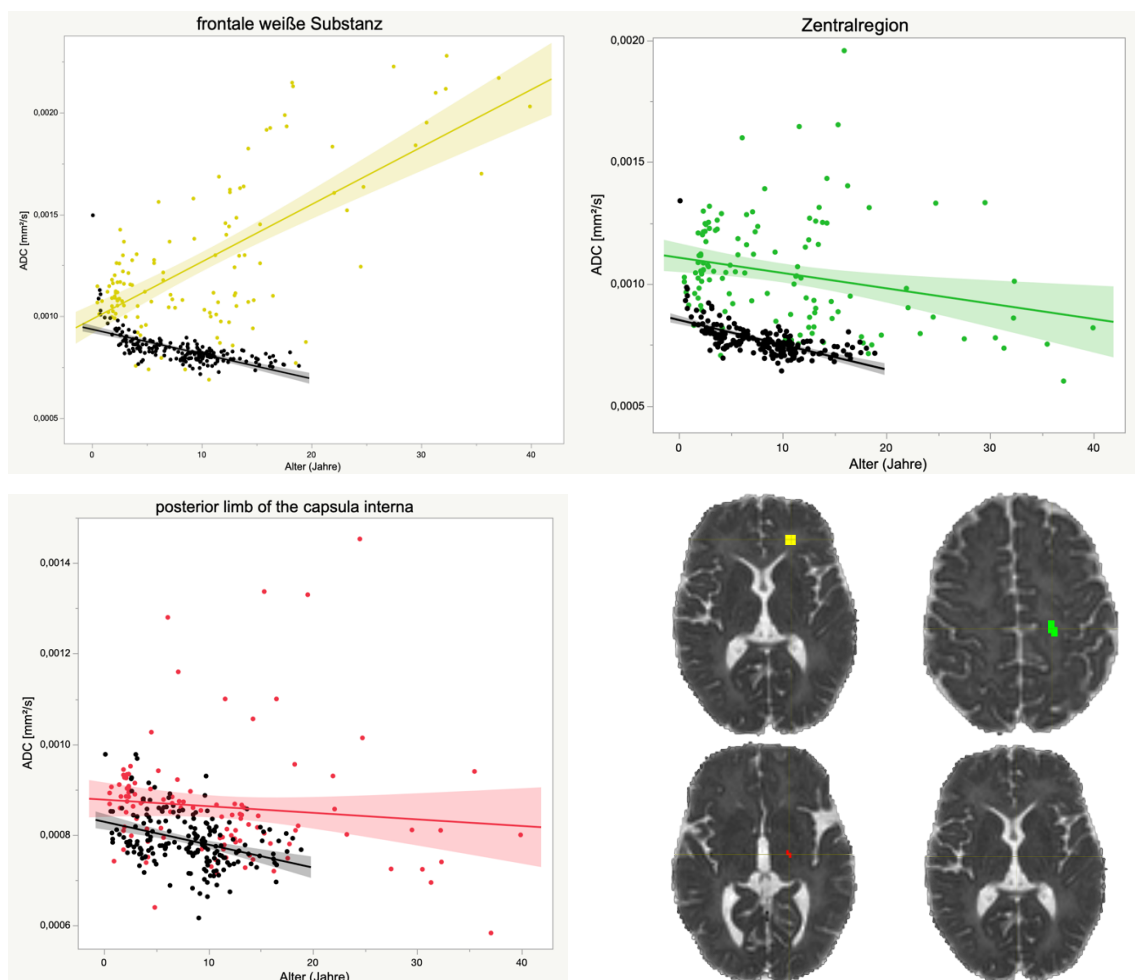 frontale weiße Substanz
ADC [mm²/s]
0,0020
0,0015
0,0010
0,0005
0 10 20 30 40
Alter (Jahre)
Zentralregion
ADC [mm²/s]
0,0020
0,0015
0,0010
0,0005
0 10 20 30 40
Alter (Jahre)
posterior limb of the capsula interna
ADC [mm²/s]
0,0014
0,0012
0,0010
0,0008
0,0006
0 10 20 30 40
Alter (Jahre)